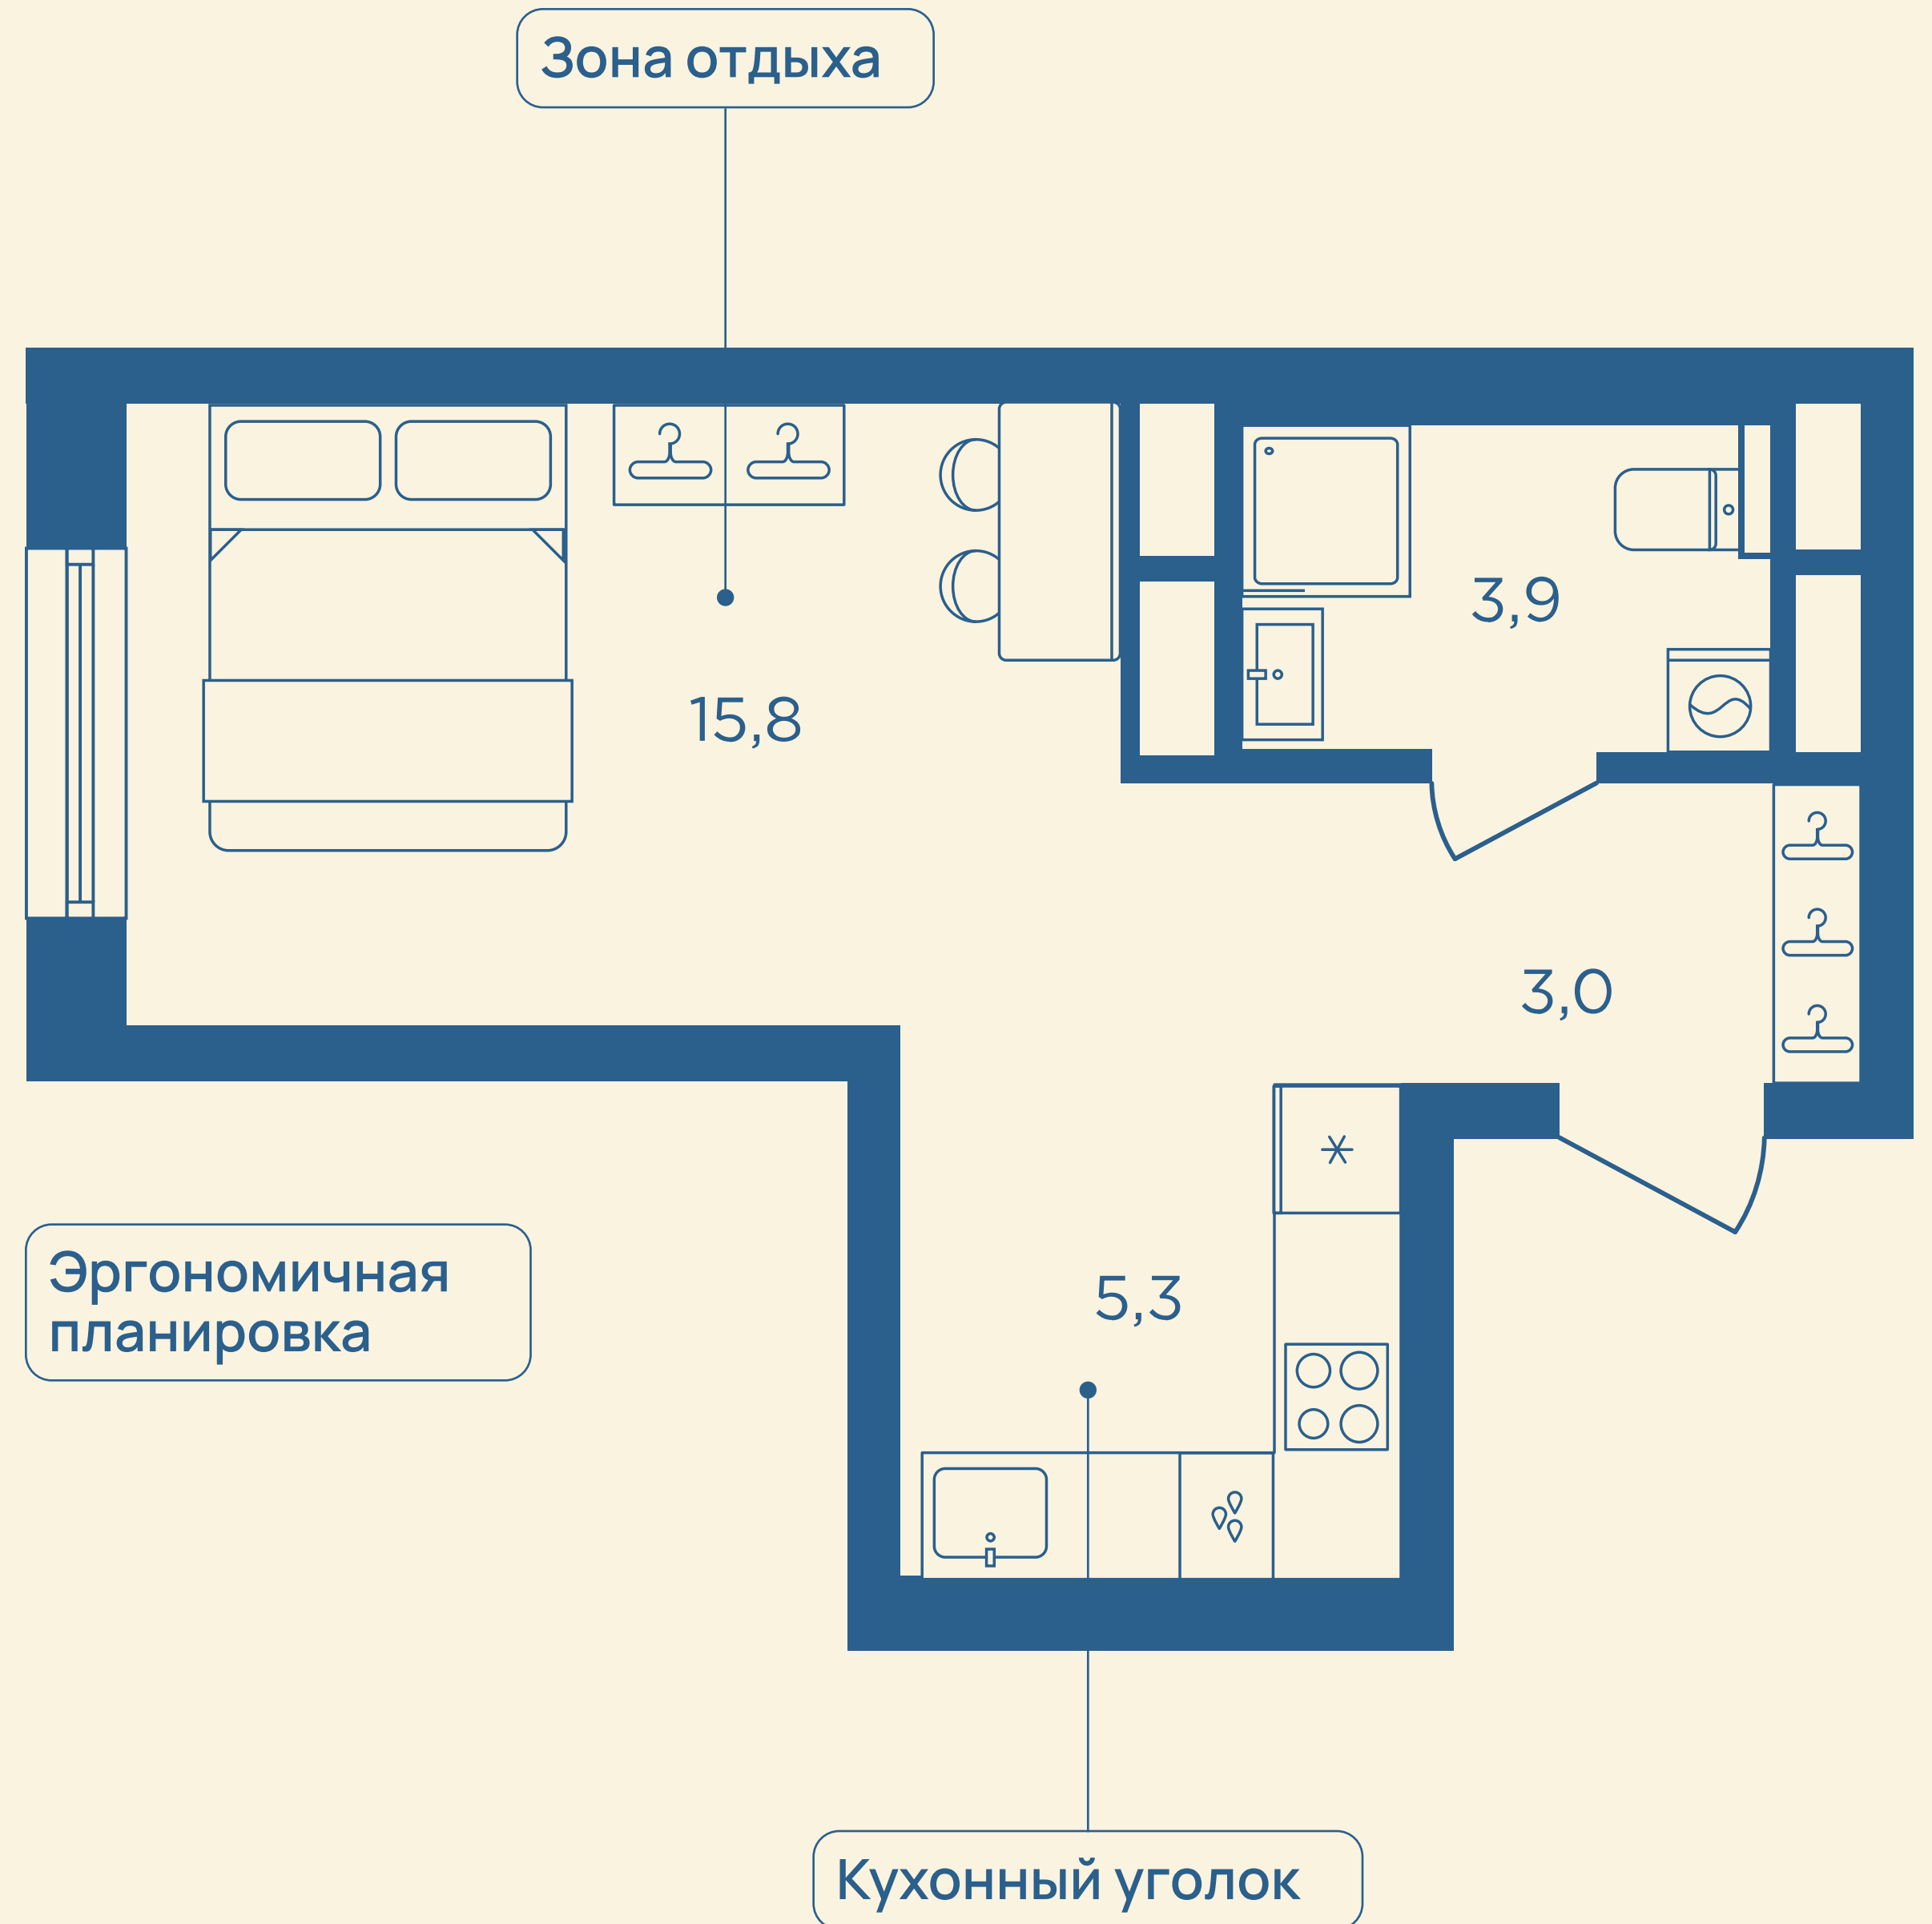 Зона отдыха
3,9
15,8
3,0
Эргономичная
планировка
5,3
Кухонный уголок